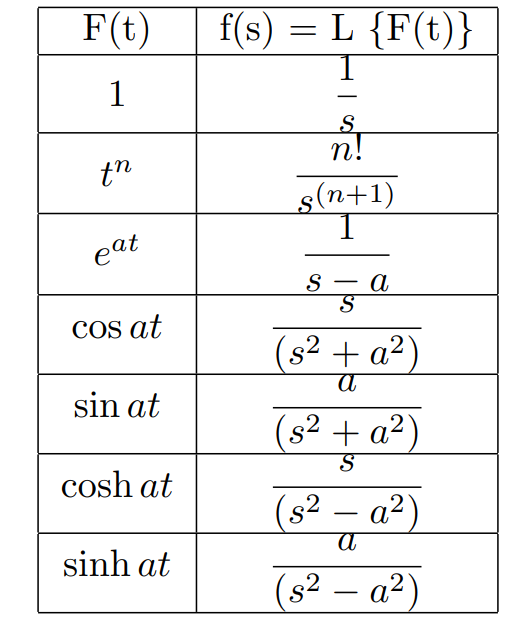 F(t) f(s) = L {F(t)}
1 \frac{1}{s}
t^n \frac{n!}{s^{(n+1)}}
e^{at} \frac{1}{s - a}
cos at \frac{s}{(s^2 + a^2)}
sin at \frac{a}{(s^2 + a^2)}
cosh at \frac{s}{(s^2 - a^2)}
sinh at \frac{a}{(s^2 - a^2)}